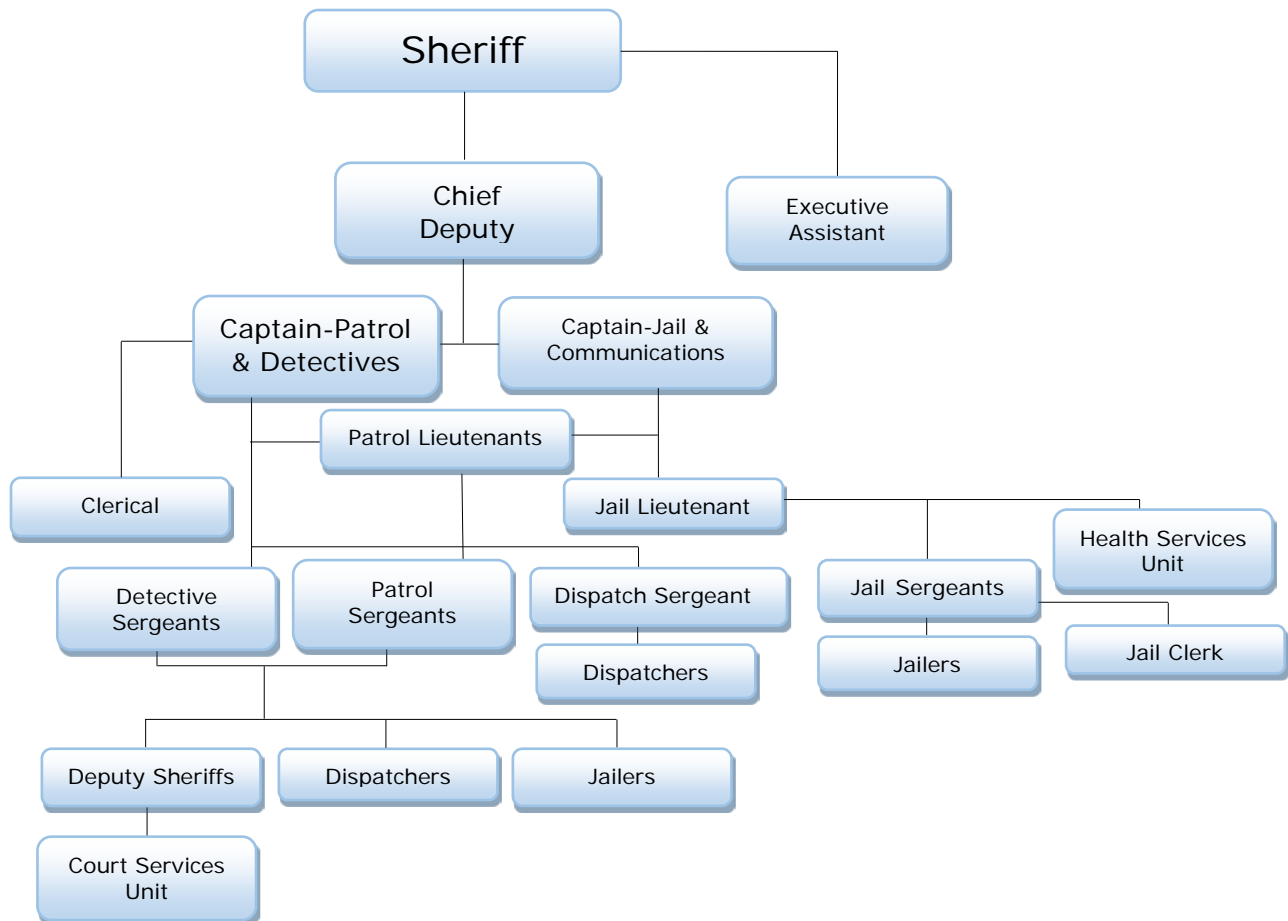 Sheriff
Chief
Deputy
Executive
Assistant
Captain-Patrol
& Detectives
Captain-Jail &
Communications
Patrol Lieutenants
Clerical
Jail Lieutenant
Health Services
Unit
Detective
Sergeants
Patrol
Sergeants
Dispatch Sergeant
Jail Sergeants
Dispatchers
Jailers
Jail Clerk
Deputy Sheriffs
Dispatchers
Jailers
Court Services
Unit